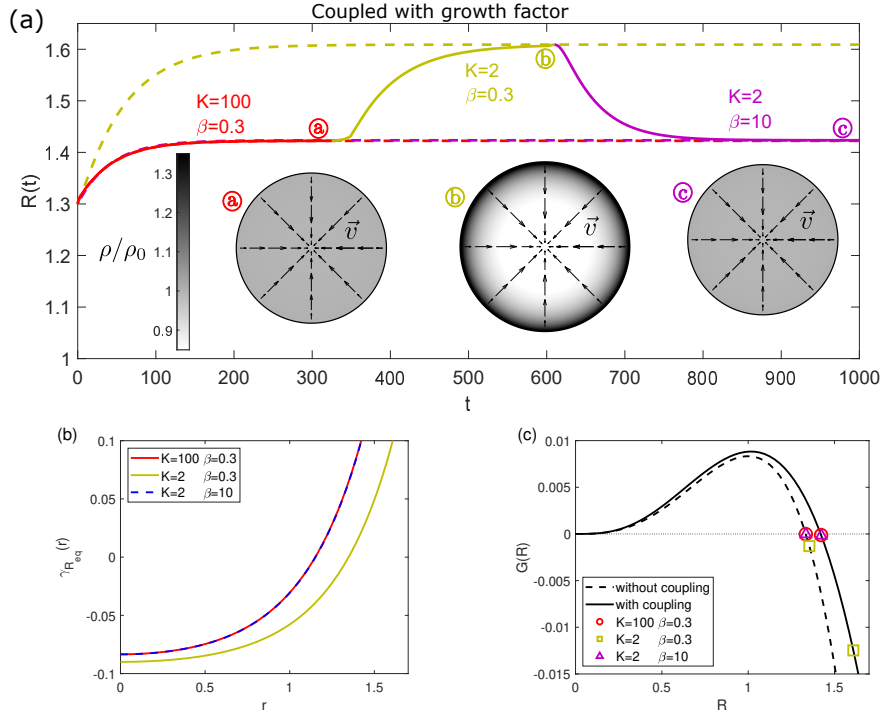 (a)
Coupled with growth factor
R(t)
1.6
1.5
1.4
1.3
1.2
1.1
1
K=100
β=0.3
ⓐ
K=2
β=0.3
ⓑ
K=2
β=10
ⓒ
ρ/ρ₀
1.3
1.2
1.1
1
0.9
ⓐ
v⃗
ⓑ
v⃗
ⓒ
v⃗
0 100 200 300 400 500 600 700 800 900 1000
t
(b)
γ_{R_{eq}}(r)
0.1
0.05
0
-0.05
-0.1
K=100 β=0.3
K=2 β=0.3
K=2 β=10
0 0.5 1 1.5
r
(c)
G(R)
0.01
0.005
0
-0.005
-0.01
-0.015
without coupling
with coupling
K=100 β=0.3
K=2 β=0.3
K=2 β=10
0 0.5 1 1.5
R